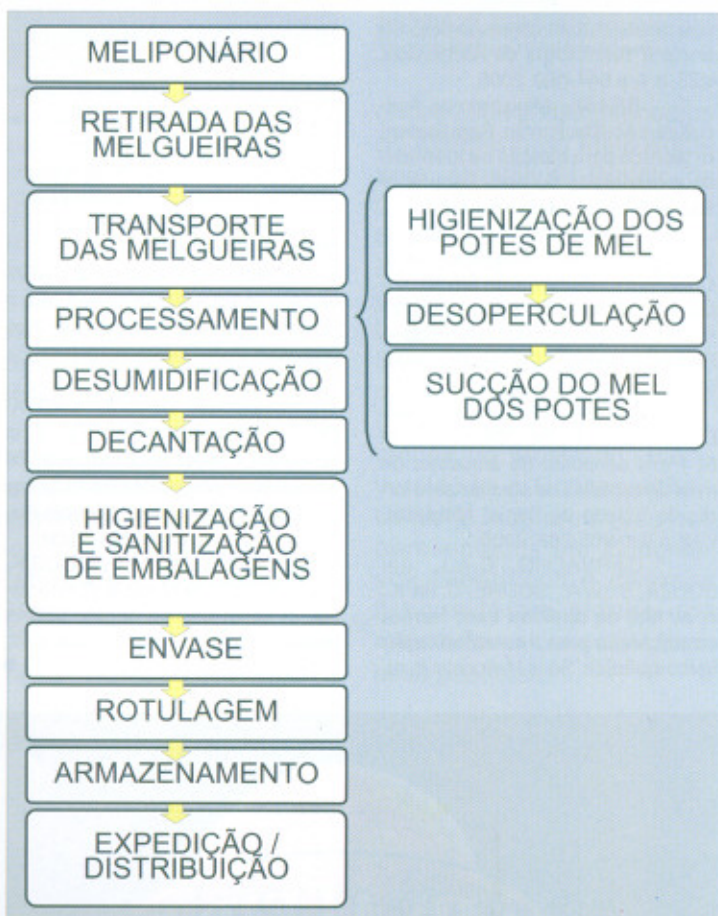 MELIPONÁRIO
RETIRADA DAS
MELGUEIRAS
TRANSPORTE
DAS MELGUEIRAS
PROCESSAMENTO
DESUMIDIFICAÇÃO
DECANTAÇÃO
HIGIENIZAÇÃO
E SANITIZAÇÃO
DE EMBALAGENS
ENVASE
ROTULAGEM
ARMAZENAMENTO
EXPEDIÇÃO /
DISTRIBUIÇÃO
HIGIENIZAÇÃO DOS
POTES DE MEL
DESOPERCULAÇÃO
SUCÇÃO DO MEL
DOS POTES